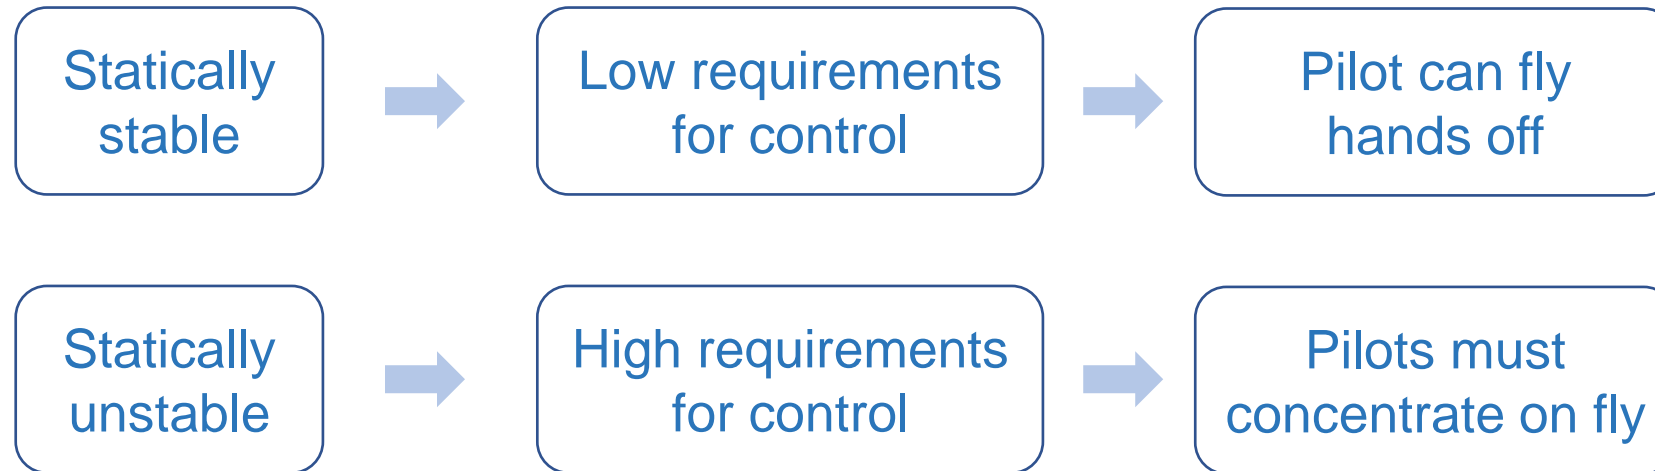 Statically
stable
Low requirements
for control
Pilot can fly
hands off
Statically
unstable
High requirements
for control
Pilots must
concentrate on fly